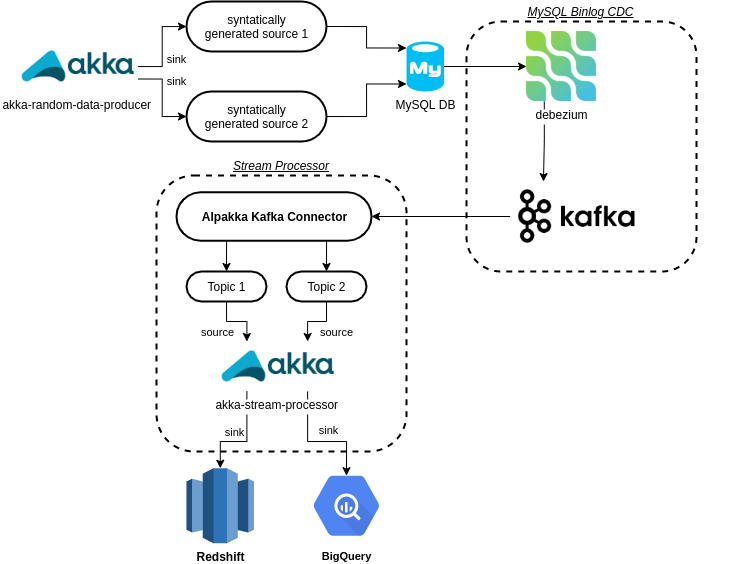 MySQL Binlog CDC
syntatically
generated source 1
akka
sink
sink
akka-random-data-producer
syntatically
generated source 2
My
MySQL DB
debezium
Stream Processor
Alpakka Kafka Connector
kafka
Topic 1
Topic 2
source
source
akka
akka-stream-processor
sink
sink
Redshift
BigQuery